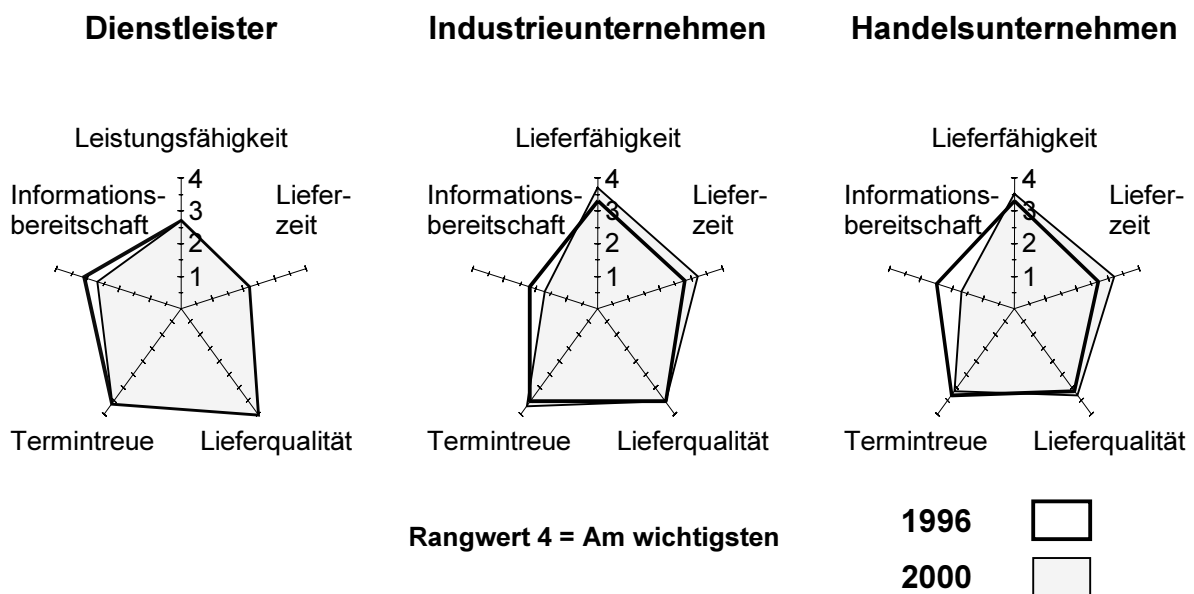 Dienstleister
Industrieunternehmen
Handelsunternehmen
Leistungsfähigkeit
Informations-
bereitschaft
4
3
2
1
Liefer-
zeit
Termintreue
Lieferqualität
Lieferfähigkeit
Informations-
bereitschaft
4
3
2
1
Liefer-
zeit
Termintreue
Lieferqualität
Lieferfähigkeit
Informations-
bereitschaft
4
3
2
1
Liefer-
zeit
Termintreue
Lieferqualität
Rangwert 4 = Am wichtigsten
1996
2000